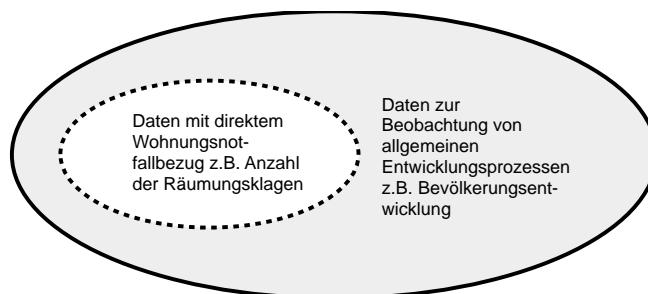 Daten mit direktem
Wohnungsnot-
fallbezug z.B. Anzahl
der Räumungsklagen
Daten zur
Beobachtung von
allgemeinen
Entwicklungsprozessen
z.B. Bevölkerungsent-
wicklung